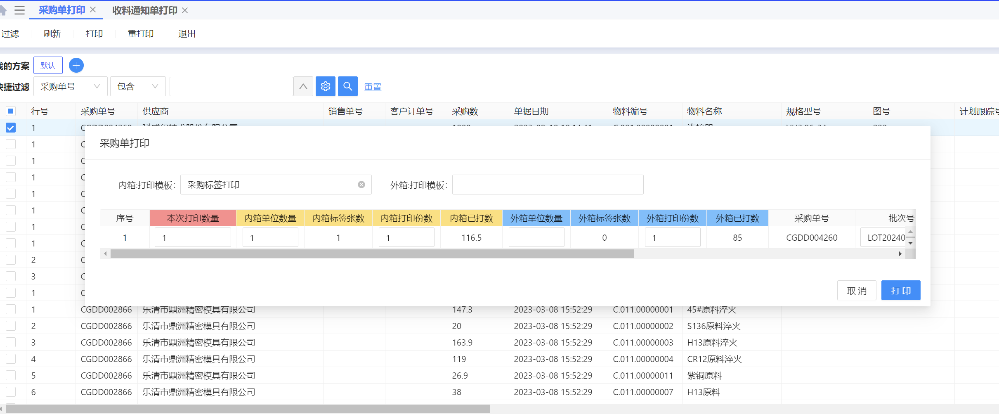 采购单打印 收料通知单打印
过滤 刷新 打印 重打印 退出
的方案 默认
捷过滤 采购单号 包含 重置
行号 采购单号 供应商 销售单号 客户订单号 采购数 单据日期 物料编号 物料名称 规格型号 图号 计划跟踪号
1
1
采购单打印
1
1
内箱:打印模板: 采购标签打印 外箱:打印模板:
1
1
序号 本次打印数量 内箱单位数量 内箱标签张数 内箱打印份数 内箱已打数 外箱单位数量 外箱标签张数 外箱打印份数 外箱已打数 采购单号 批次号
1
1 1 1 1 1 116.5 0 1 85 CGDD004260 LOT20240
1
2
3
1
取消 打印
1 CGDD002866 乐清市鼎洲精密模具有限公司 147.3 2023-03-08 15:52:29 C.011.00000001 45#原料淬火
2 CGDD002866 乐清市鼎洲精密模具有限公司 20 2023-03-08 15:52:29 C.011.00000002 S136原料淬火
3 CGDD002866 乐清市鼎洲精密模具有限公司 163.9 2023-03-08 15:52:29 C.011.00000003 H13原料淬火
4 CGDD002866 乐清市鼎洲精密模具有限公司 119 2023-03-08 15:52:29 C.011.00000004 CR12原料淬火
5 CGDD002866 乐清市鼎洲精密模具有限公司 26.9 2023-03-08 15:52:29 C.011.00000011 紫铜原料
6 CGDD002866 乐清市鼎洲精密模具有限公司 38 2023-03-08 15:52:29 C.011.00000007 H13原料